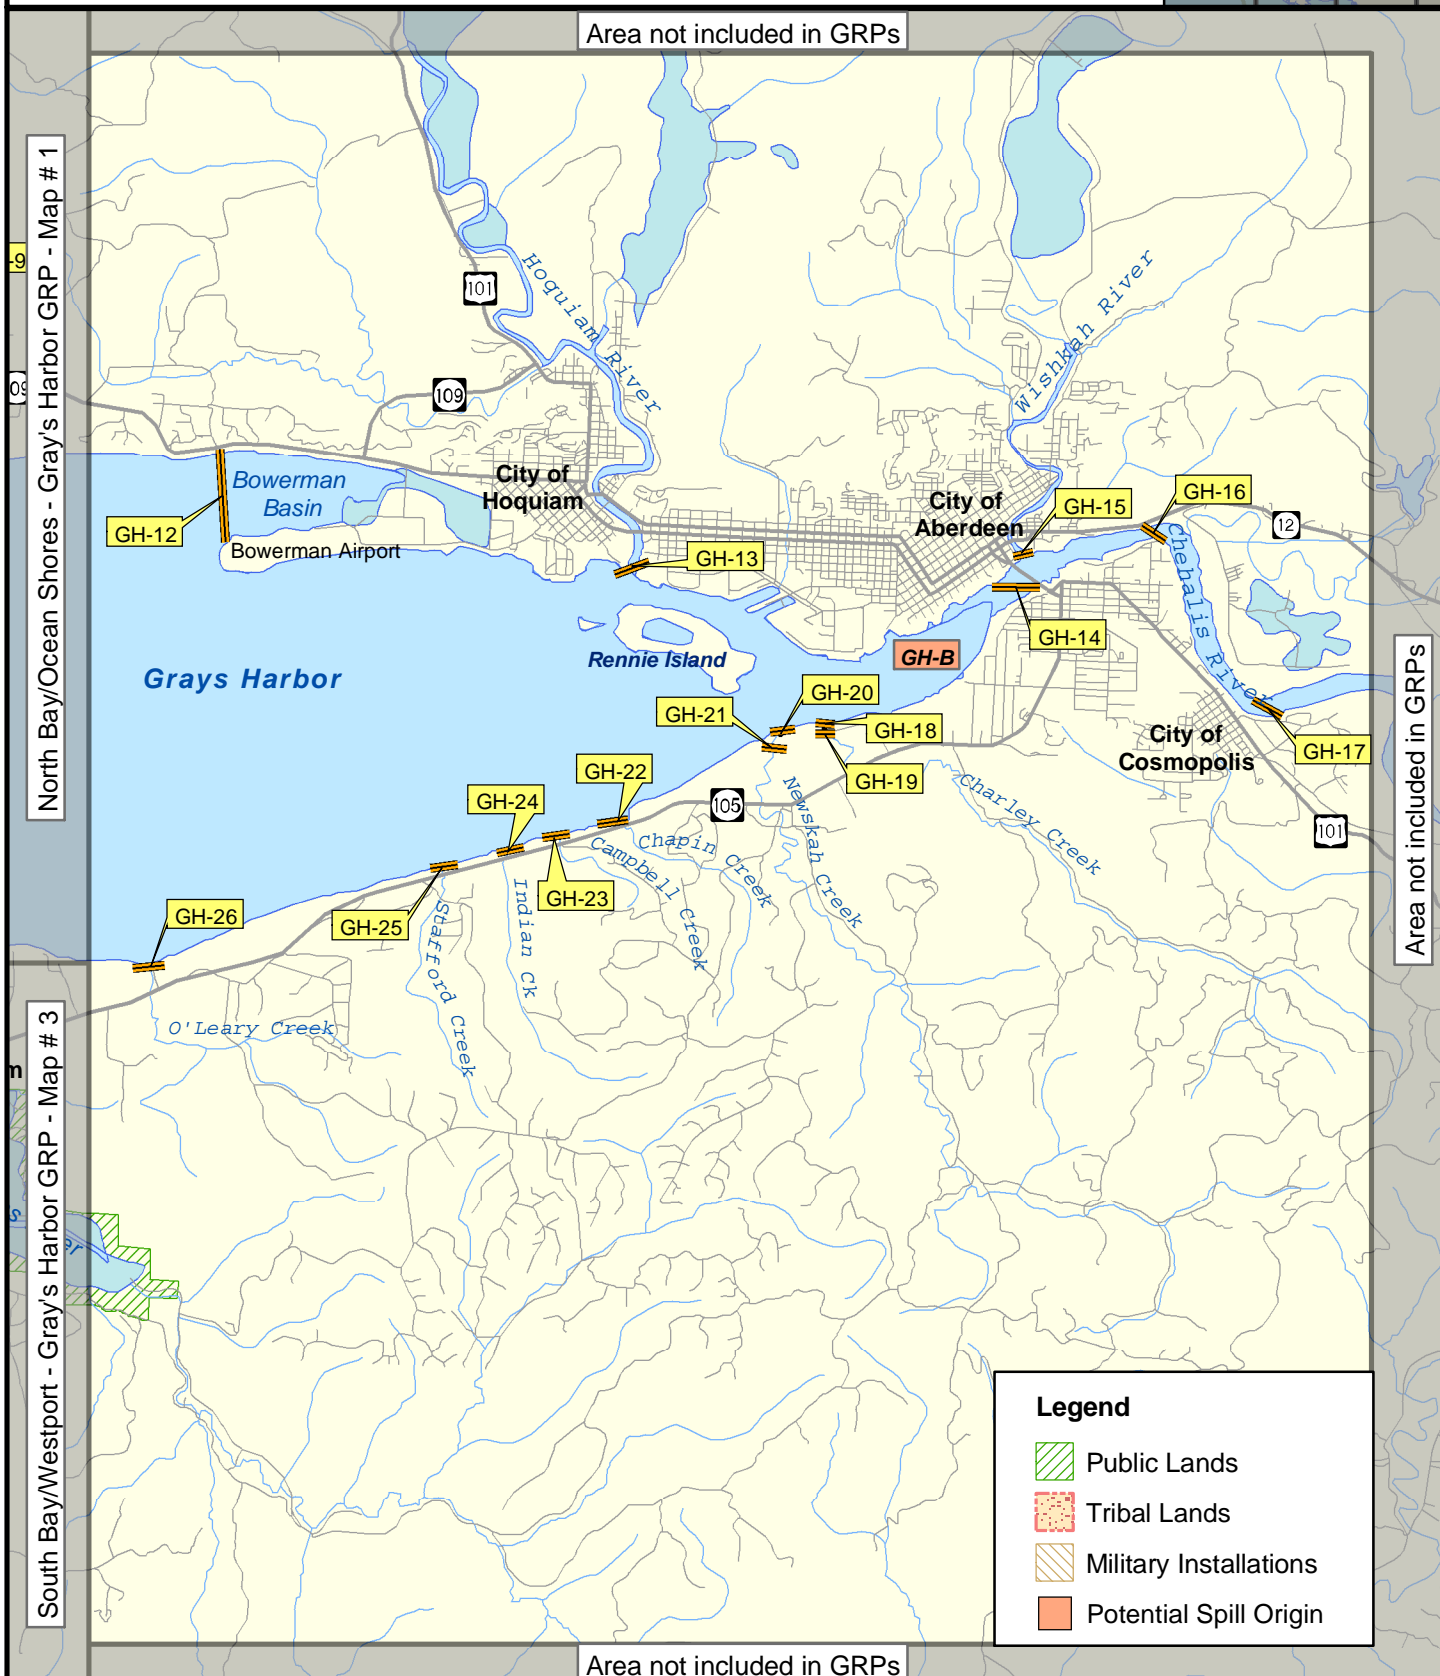 Area not included in GRPs
North Bay/Ocean Shores - Gray's Harbor GRP - Map # 1
-9
101
Hoquiam River
Wishkah River
109
09
City of
Hoquiam
Bowerman
Basin
GH-12
Bowerman Airport
GH-13
City of
Aberdeen
GH-15
GH-16
12
Chehalis River
GH-14
Rennie Island
GH-B
Grays Harbor
GH-20
GH-21
GH-18
GH-19
City of
Cosmopolis
GH-17
Area not included in GRPs
GH-22
GH-24
105
Newskah Creek
Charley Creek
101
Chapin Creek
Campbell Creek
GH-23
Indian Ck
GH-25
Stafford Creek
GH-26
O'Leary Creek
m
South Bay/Westport - Gray's Harbor GRP - Map # 3
s
er
Legend
Public Lands
Tribal Lands
Military Installations
Potential Spill Origin
Area not included in GRPs